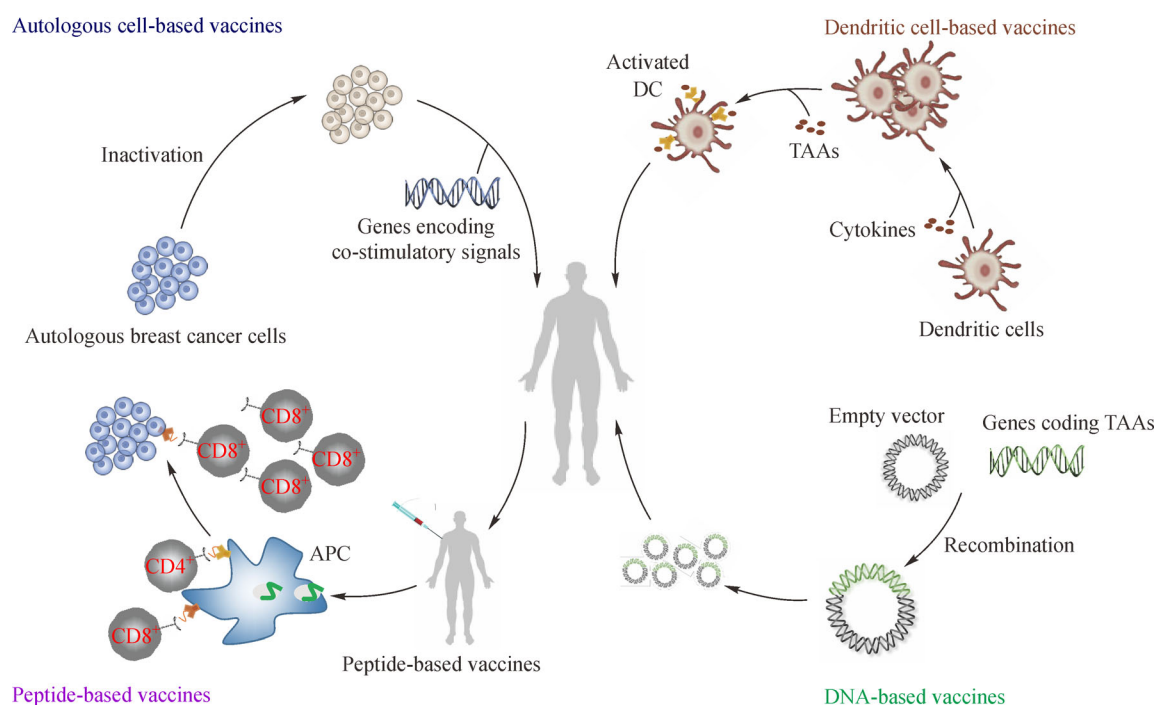 Autologous cell-based vaccines
Inactivation
Genes encoding
co-stimulatory signals
Autologous breast cancer cells
Dendritic cell-based vaccines
Activated
DC
TAAs
Cytokines
Dendritic cells
CD8+
CD8+
CD8+
CD8+
CD4+
CD8+
APC
Peptide-based vaccines
Peptide-based vaccines
Empty vector
Genes coding TAAs
Recombination
DNA-based vaccines